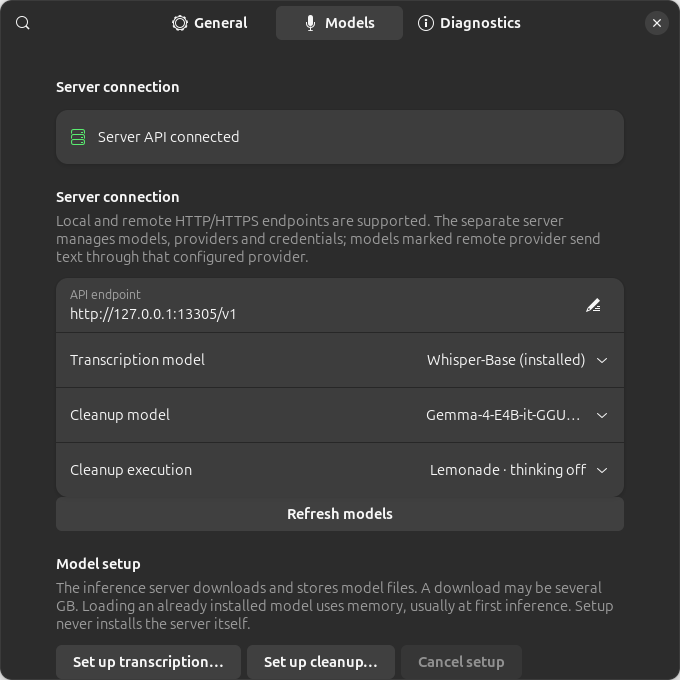 General
Models
Diagnostics
Server connection
Server API connected
Server connection
Local and remote HTTP/HTTPS endpoints are supported. The separate server
manages models, providers and credentials; models marked remote provider send
text through that configured provider.
API endpoint
http://127.0.0.1:13305/v1
Transcription model
Whisper-Base (installed)
Cleanup model
Gemma-4-E4B-it-GGU…
Cleanup execution
Lemonade · thinking off
Refresh models
Model setup
The inference server downloads and stores model files. A download may be several
GB. Loading an already installed model uses memory, usually at first inference. Setup
never installs the server itself.
Set up transcription…
Set up cleanup…
Cancel setup